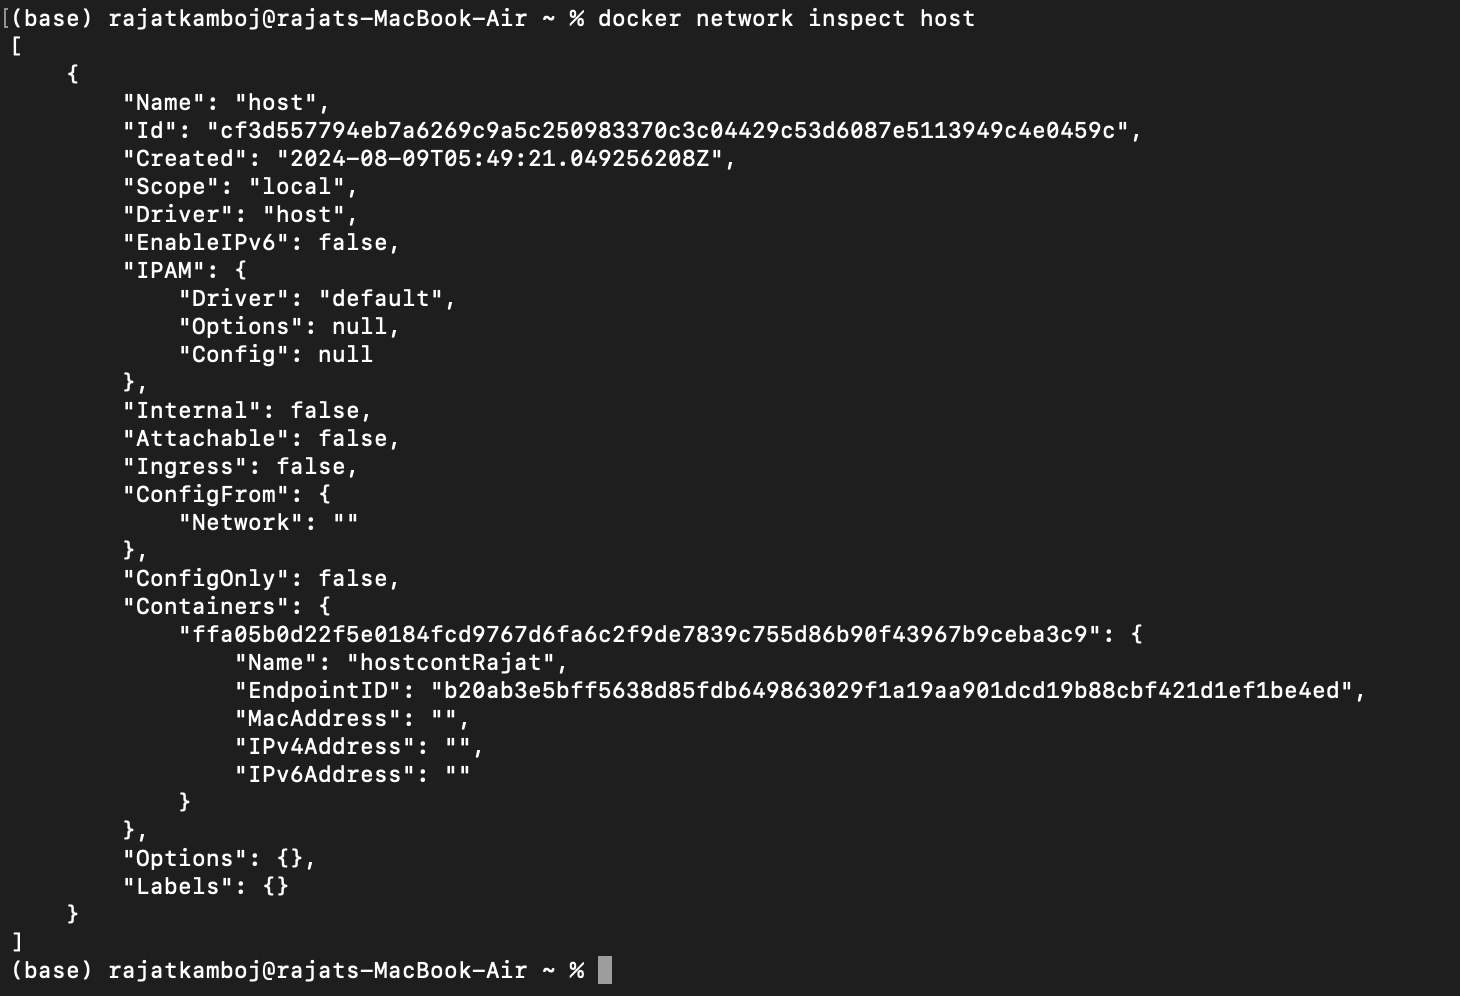 [(base) rajatkamboj@rajats-MacBook-Air ~ % docker network inspect host
[
    {
        "Name": "host",
        "Id": "cf3d557794eb7a6269c9a5c250983370c3c04429c53d6087e5113949c4e0459c",
        "Created": "2024-08-09T05:49:21.049256208Z",
        "Scope": "local",
        "Driver": "host",
        "EnableIPv6": false,
        "IPAM": {
            "Driver": "default",
            "Options": null,
            "Config": null
        },
        "Internal": false,
        "Attachable": false,
        "Ingress": false,
        "ConfigFrom": {
            "Network": ""
        },
        "ConfigOnly": false,
        "Containers": {
            "ffa05b0d22f5e0184fcd9767d6fa6c2f9de7839c755d86b90f43967b9ceba3c9": {
                "Name": "hostcontRajat",
                "EndpointID": "b20ab3e5bff5638d85fdb649863029f1a19aa901dcd19b88cbf421d1ef1be4ed",
                "MacAddress": "",
                "IPv4Address": "",
                "IPv6Address": ""
            }
        },
        "Options": {},
        "Labels": {}
    }
]
(base) rajatkamboj@rajats-MacBook-Air ~ %